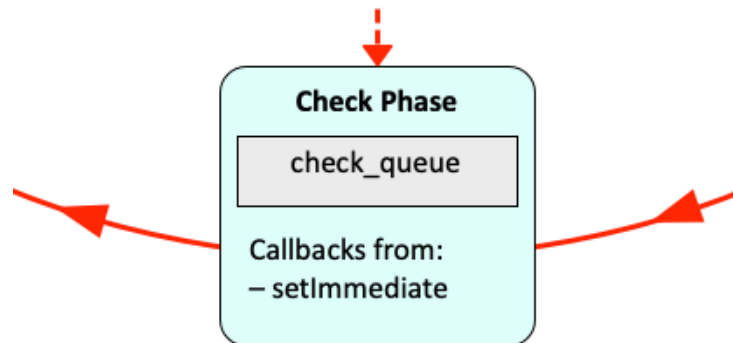 Check Phase
check_queue
Callbacks from:
– setImmediate